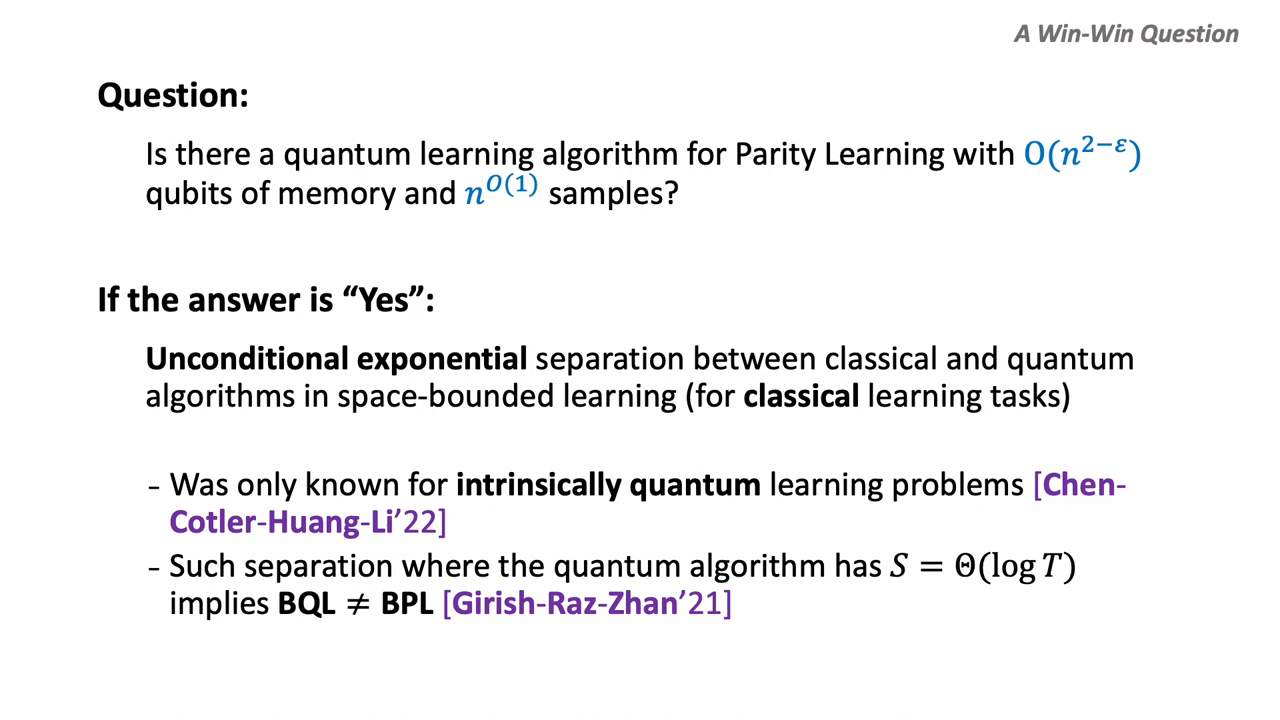 A Win-Win Question
Question:
Is there a quantum learning algorithm for Parity Learning with O(n^{2−ε})
qubits of memory and n^{O(1)} samples?
If the answer is “Yes”:
Unconditional exponential separation between classical and quantum
algorithms in space-bounded learning (for classical learning tasks)
- Was only known for intrinsically quantum learning problems [Chen-
Cotler-Huang-Li’22]
- Such separation where the quantum algorithm has S = Θ(log T)
implies BQL ≠ BPL [Girish-Raz-Zhan’21]